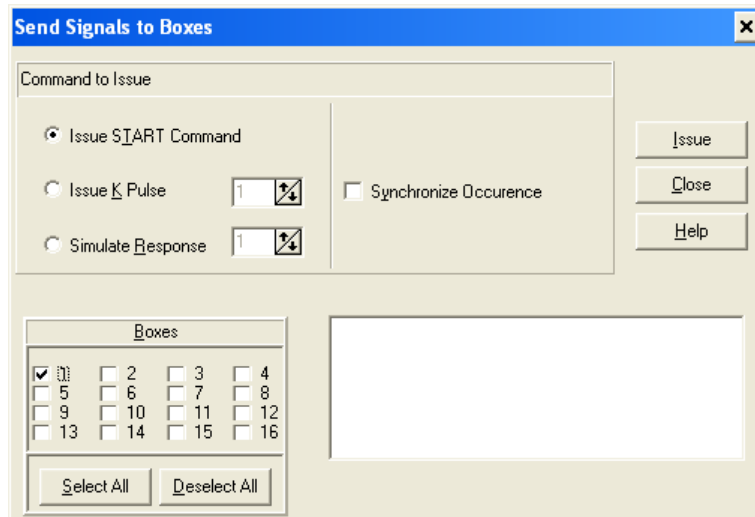 Send Signals to Boxes
Command to Issue
Issue START Command
Issue K Pulse 1
Simulate Response 1
Synchronize Occurence
Issue
Close
Help
Boxes
1 2 3 4
5 6 7 8
9 10 11 12
13 14 15 16
Select All Deselect All